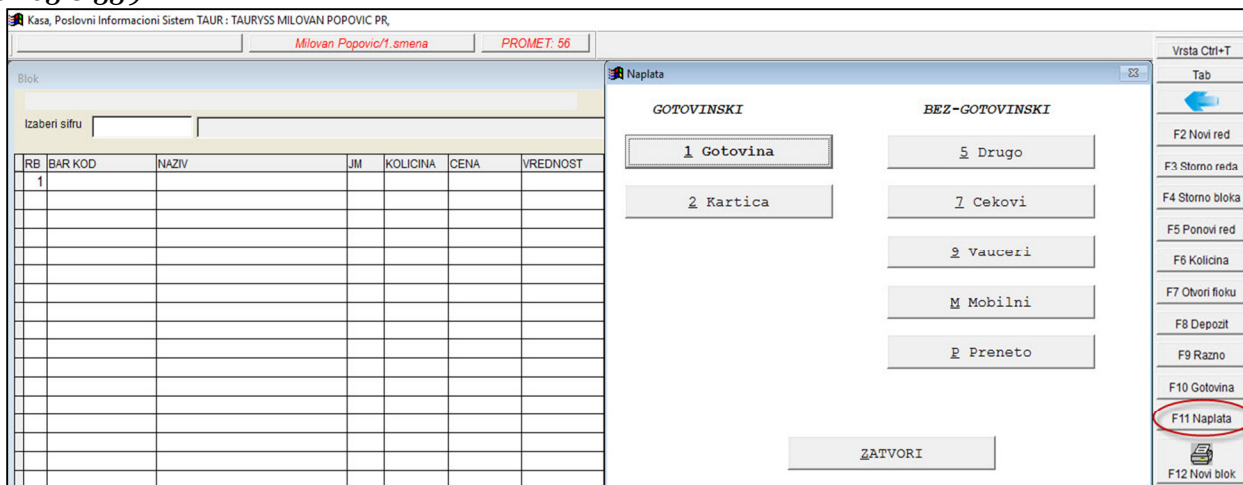 Kasa, Poslovni Informacioni Sistem TAUR : TAURYSS MILOVAN POPOVIC PR,
Milovan Popovic/1.smena
PROMET: 56
Blok
Izaberi sifru
RB BAR KOD NAZIV JM KOLICINA CENA VREDNOST
1
Naplata
GOTOVINSKI
BEZ-GOTOVINSKI
1 Gotovina
5 Drugo
2 Kartica
7 Cekovi
9 Vauceri
M Mobilni
P Preneto
ZATVORI
Vrsta Ctrl+T
Tab
F2 Novi red
F3 Storno reda
F4 Storno bloka
F5 Ponovi red
F6 Kolicina
F7 Otvori fioku
F8 Depozit
F9 Razno
F10 Gotovina
F11 Naplata
F12 Novi blok